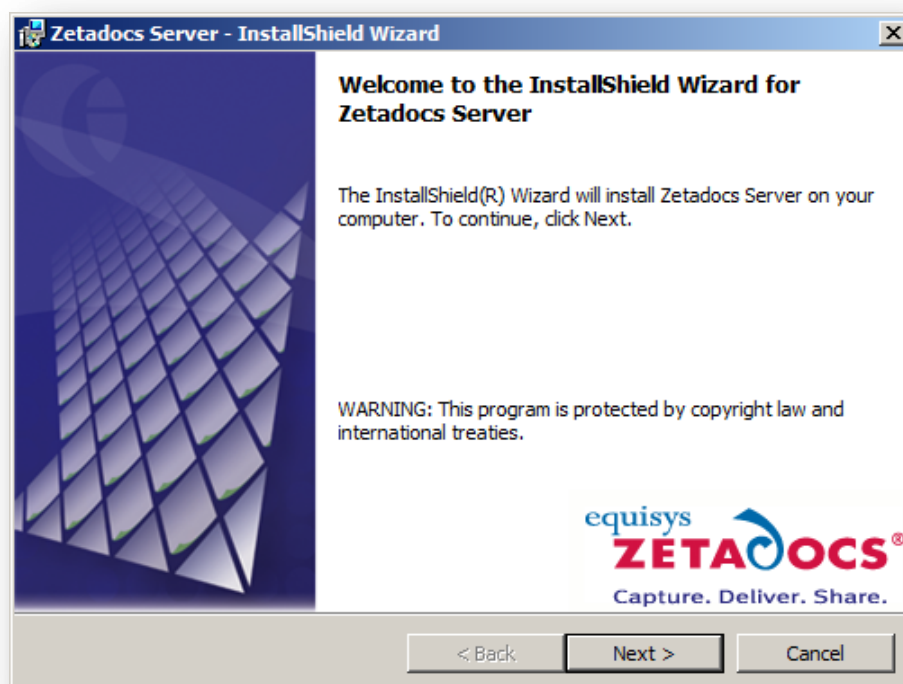 Zetadocs Server - InstallShield Wizard
Welcome to the InstallShield Wizard for
Zetadocs Server
The InstallShield(R) Wizard will install Zetadocs Server on your
computer. To continue, click Next.
WARNING: This program is protected by copyright law and
international treaties.
equisys
ZETADOCS®
Capture. Deliver. Share.
< Back
Next >
Cancel